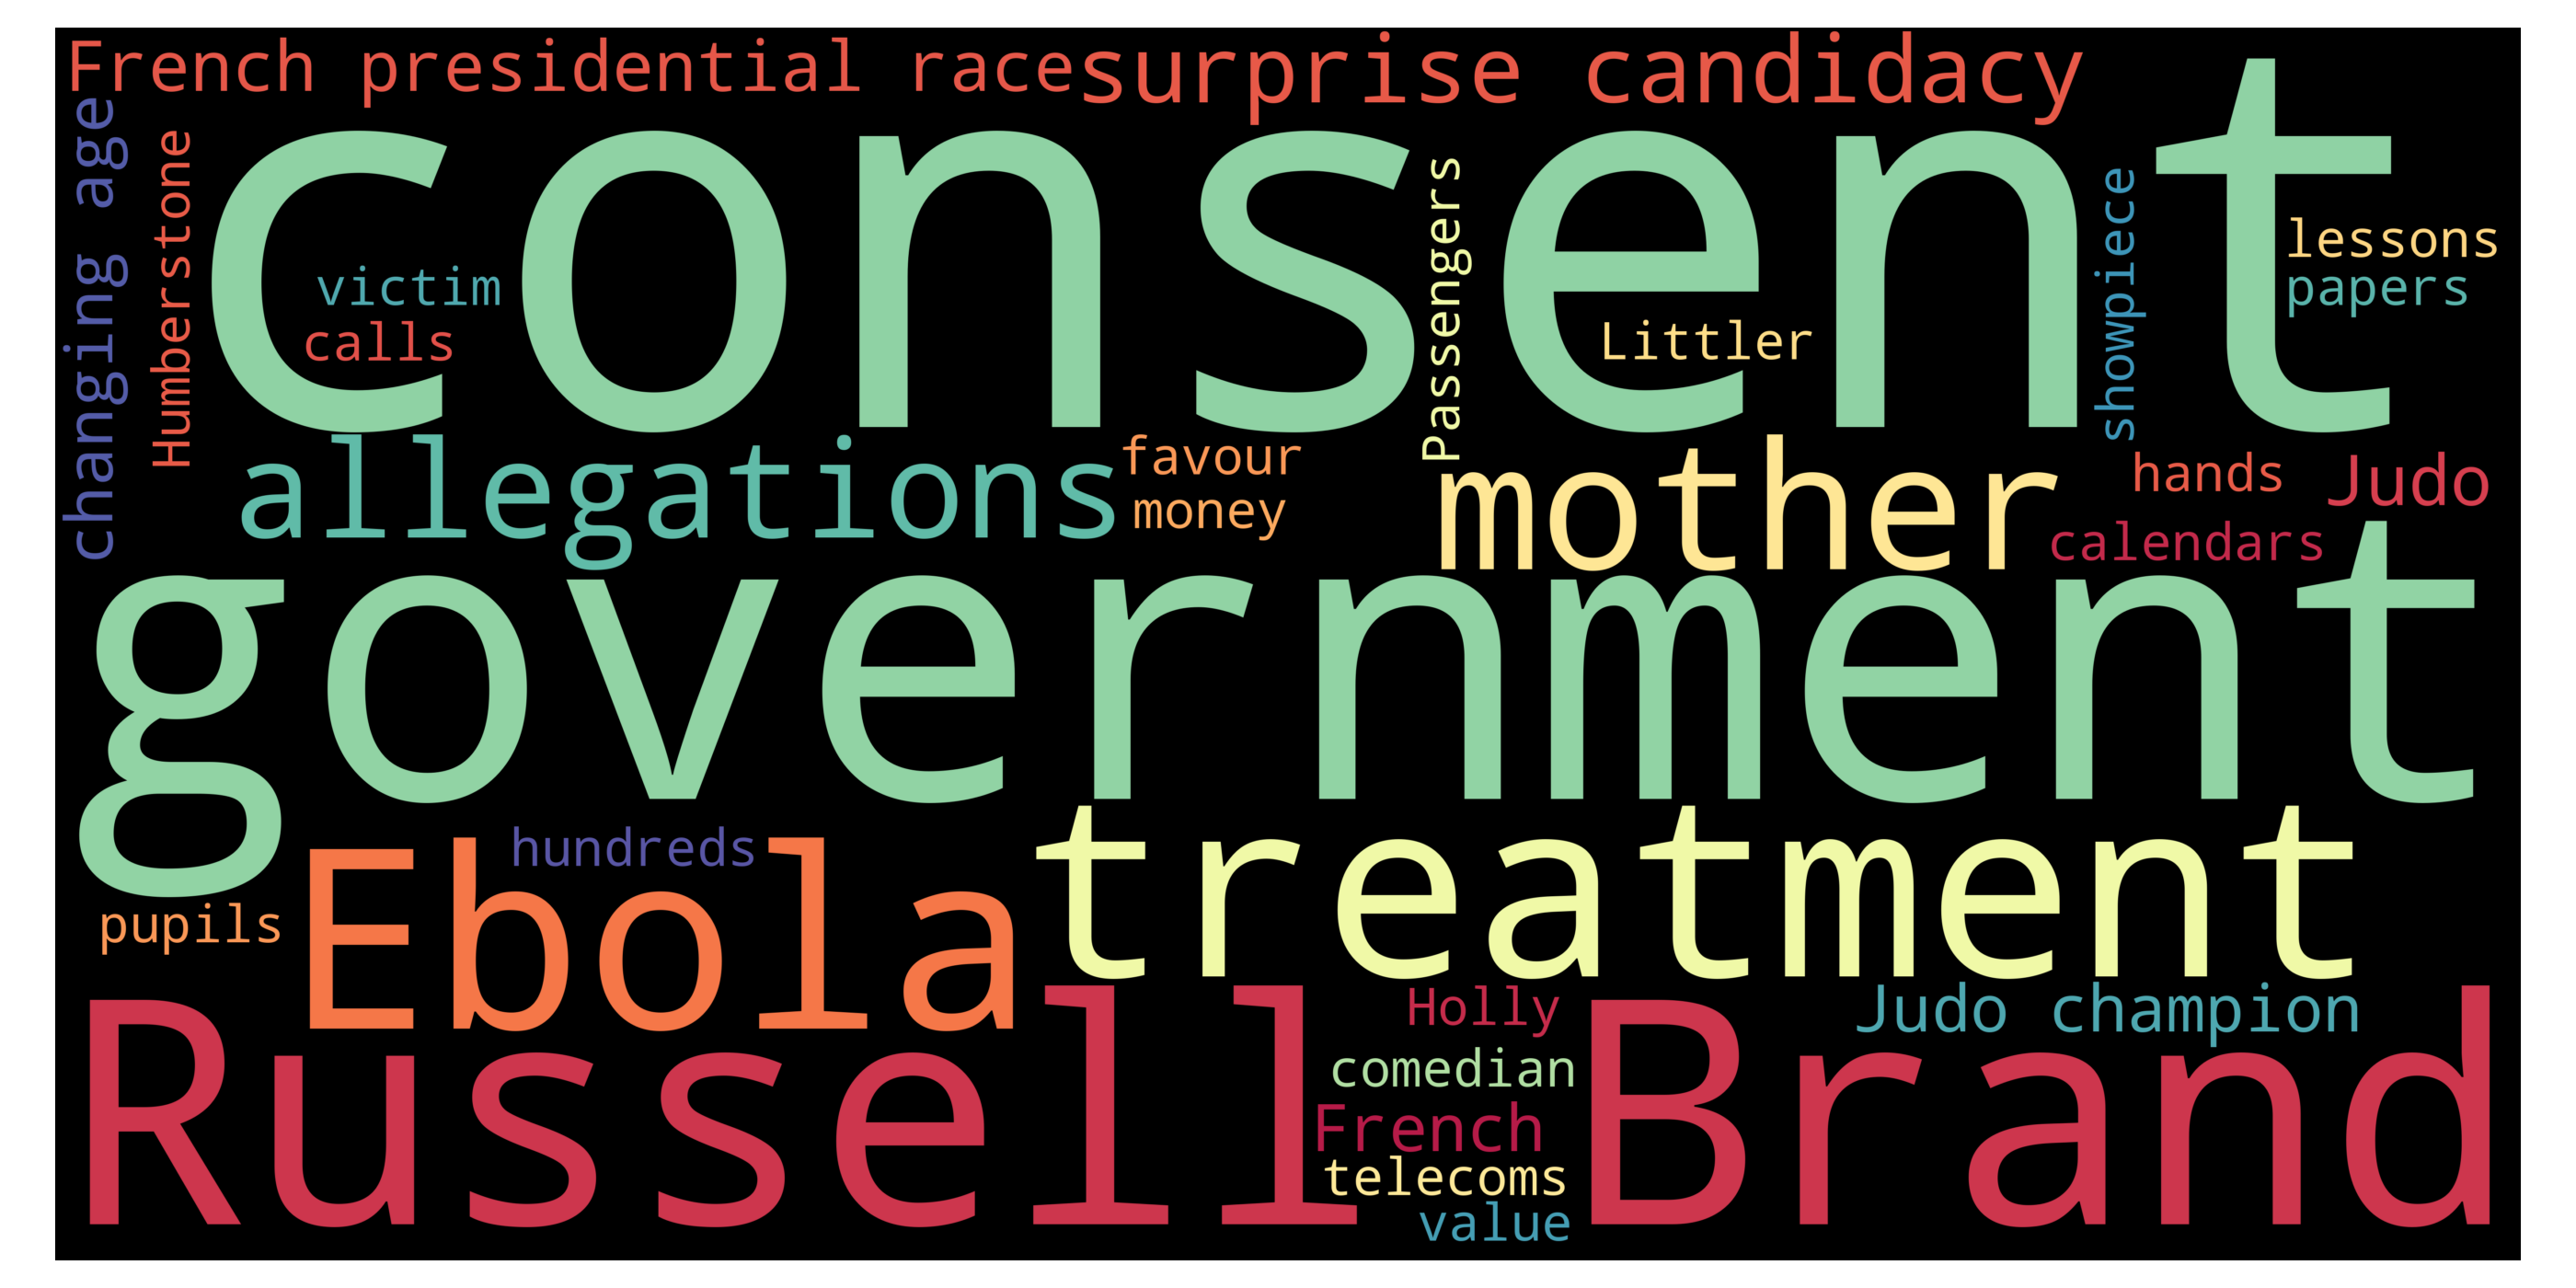 French presidential race
surprise candidacy
consent
changing age
Humberstone
victim
calls
Passengers
Littler
showpiece
lessons
papers
allegations
favour
money
mother
hands
Judo
calendars
government
hundreds
treatment
Ebola
pupils
Russell Brand
Holly
Judo champion
comedian
French
telecoms
value